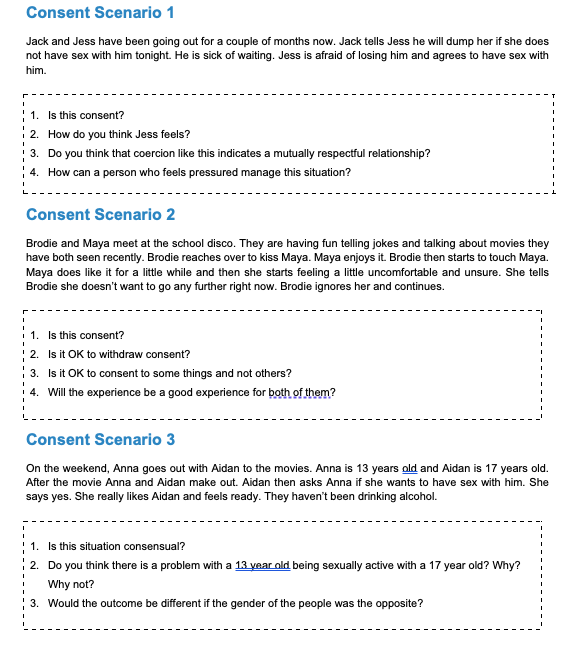 Consent Scenario 1
Jack and Jess have been going out for a couple of months now. Jack tells Jess he will dump her if she does
not have sex with him tonight. He is sick of waiting. Jess is afraid of losing him and agrees to have sex with
him.
1. Is this consent?
2. How do you think Jess feels?
3. Do you think that coercion like this indicates a mutually respectful relationship?
4. How can a person who feels pressured manage this situation?
Consent Scenario 2
Brodie and Maya meet at the school disco. They are having fun telling jokes and talking about movies they
have both seen recently. Brodie reaches over to kiss Maya. Maya enjoys it. Brodie then starts to touch Maya.
Maya does like it for a little while and then she starts feeling a little uncomfortable and unsure. She tells
Brodie she doesn't want to go any further right now. Brodie ignores her and continues.
1. Is this consent?
2. Is it OK to withdraw consent?
3. Is it OK to consent to some things and not others?
4. Will the experience be a good experience for both of them?
Consent Scenario 3
On the weekend, Anna goes out with Aidan to the movies. Anna is 13 years old and Aidan is 17 years old.
After the movie Anna and Aidan make out. Aidan then asks Anna if she wants to have sex with him. She
says yes. She really likes Aidan and feels ready. They haven't been drinking alcohol.
1. Is this situation consensual?
2. Do you think there is a problem with a 13 year old being sexually active with a 17 year old? Why?
Why not?
3. Would the outcome be different if the gender of the people was the opposite?